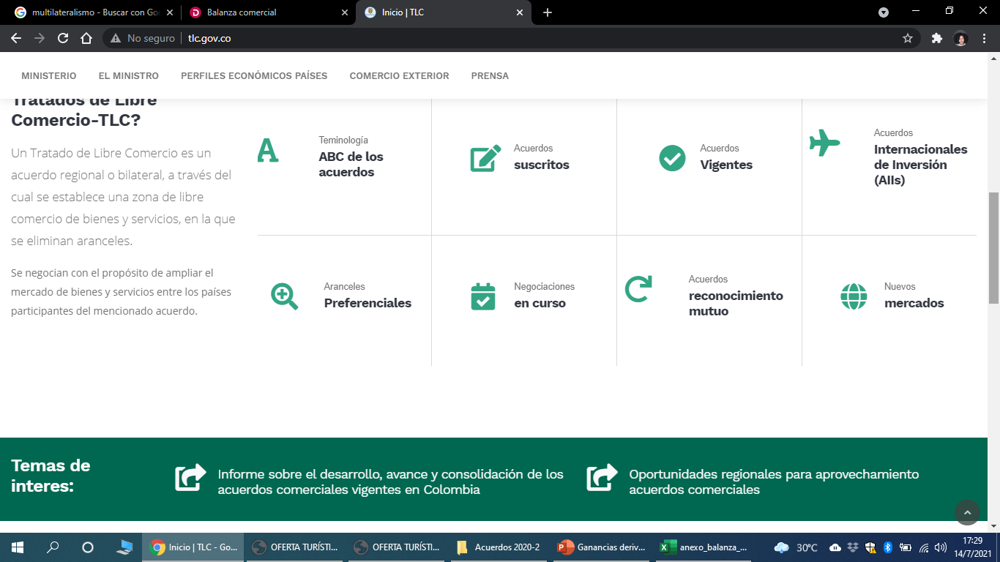 multilateralismo - Buscar con Go
Balanza comercial
Inicio | TLC
No seguro
tlc.gov.co
MINISTERIO
EL MINISTRO
PERFILES ECONÓMICOS PAÍSES
COMERCIO EXTERIOR
PRENSA
Tratados de Libre
Comercio-TLC?
Un Tratado de Libre Comercio es un
acuerdo regional o bilateral, a través del
cual se establece una zona de libre
comercio de bienes y servicios, en la que
se eliminan aranceles.
Se negocian con el propósito de ampliar el
mercado de bienes y servicios entre los países
participantes del mencionado acuerdo.
Teminología
ABC de los
acuerdos
Acuerdos
suscritos
Acuerdos
Vigentes
Acuerdos
Internacionales
de Inversión
(AIIs)
Aranceles
Preferenciales
Negociaciones
en curso
Acuerdos
reconocimiento
mutuo
Nuevos
mercados
Temas de
interes:
Informe sobre el desarrollo, avance y consolidación de los
acuerdos comerciales vigentes en Colombia
Oportunidades regionales para aprovechamiento
acuerdos comerciales
Inicio | TLC - Go...
OFERTA TURÍSTI...
OFERTA TURÍSTI...
Acuerdos 2020-2
Ganancias deriv...
anexo_balanza_...
30°C
17:29
14/7/2021